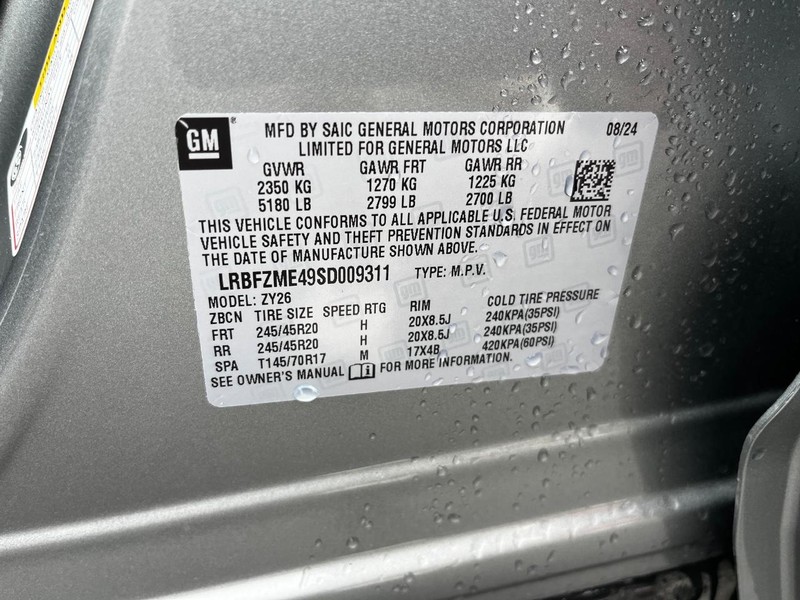 GM
MFD BY SAIC GENERAL MOTORS CORPORATION 08/24
LIMITED FOR GENERAL MOTORS LLC
GVWR GAWR FRT GAWR RR
2350 KG 1270 KG 1225 KG
5180 LB 2799 LB 2700 LB
THIS VEHICLE CONFORMS TO ALL APPLICABLE U.S. FEDERAL MOTOR
VEHICLE SAFETY AND THEFT PREVENTION STANDARDS IN EFFECT ON
THE DATE OF MANUFACTURE SHOWN ABOVE.
LRBFZME49SD009311 TYPE: M.P.V.
MODEL: ZY26
ZBCN TIRE SIZE SPEED RTG RIM COLD TIRE PRESSURE
FRT 245/45R20 H 20X8.5J 240KPA(35PSI)
RR 245/45R20 H 20X8.5J 240KPA(35PSI)
SPA T145/70R17 M 17X4B 420KPA(60PSI)
SEE OWNER'S MANUAL FOR MORE INFORMATION.